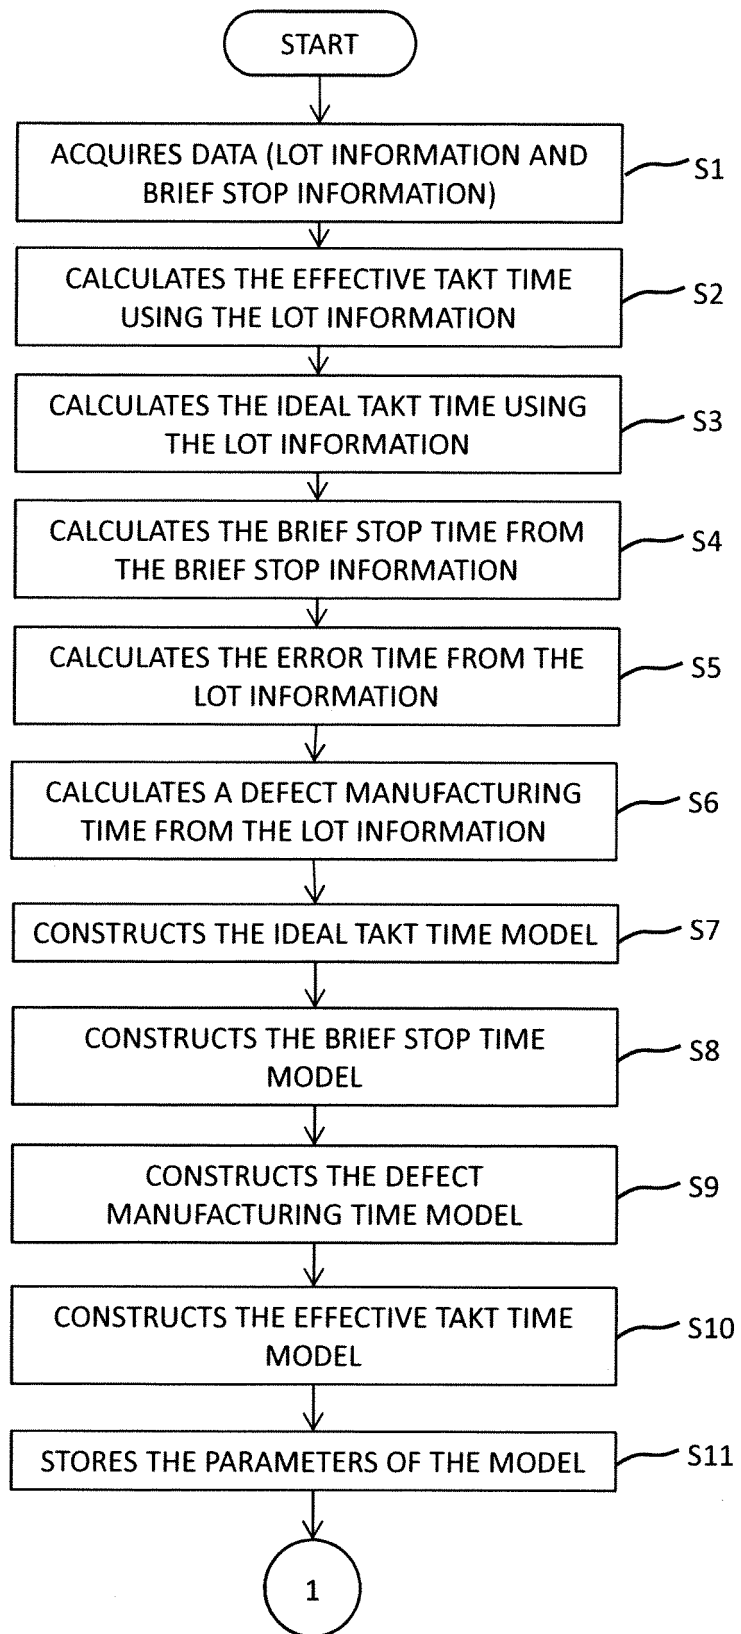 START
ACQUIRES DATA (LOT INFORMATION AND
BRIEF STOP INFORMATION)
S1
CALCULATES THE EFFECTIVE TAKT TIME
USING THE LOT INFORMATION
S2
CALCULATES THE IDEAL TAKT TIME USING
THE LOT INFORMATION
S3
CALCULATES THE BRIEF STOP TIME FROM
THE BRIEF STOP INFORMATION
S4
CALCULATES THE ERROR TIME FROM THE
LOT INFORMATION
S5
CALCULATES A DEFECT MANUFACTURING
TIME FROM THE LOT INFORMATION
S6
CONSTRUCTS THE IDEAL TAKT TIME MODEL
S7
CONSTRUCTS THE BRIEF STOP TIME
MODEL
S8
CONSTRUCTS THE DEFECT
MANUFACTURING TIME MODEL
S9
CONSTRUCTS THE EFFECTIVE TAKT TIME
MODEL
S10
STORES THE PARAMETERS OF THE MODEL
S11
1